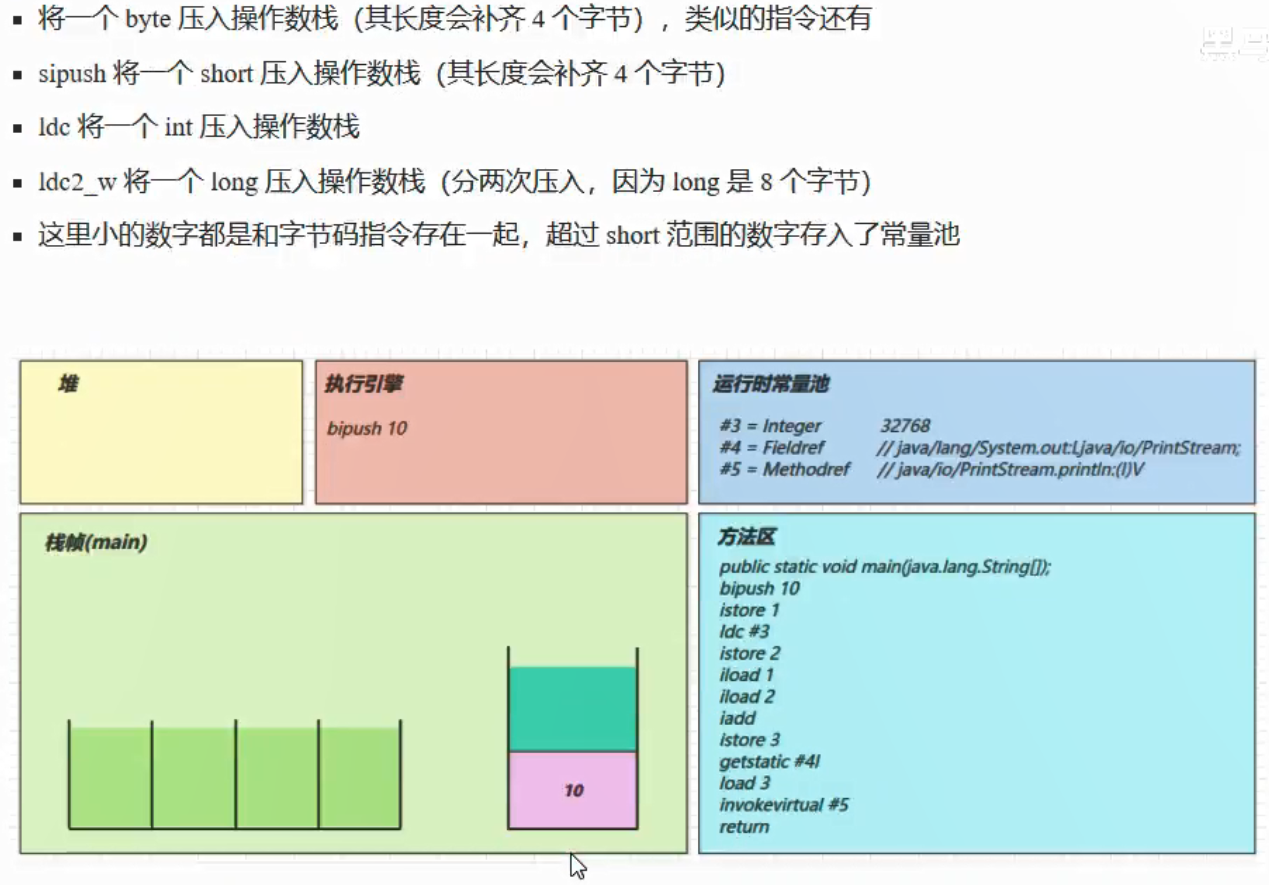 将一个 byte 压入操作数栈（其长度会补齐 4 个字节），类似的指令还有
sipush 将一个 short 压入操作数栈（其长度会补齐 4 个字节）
ldc 将一个 int 压入操作数栈
ldc2_w 将一个 long 压入操作数栈（分两次压入，因为 long 是 8 个字节）
这里小的数字都是和字节码指令存在一起，超过 short 范围的数字存入了常量池
堆
执行引擎
bipush 10
运行时常量池
#3 = Integer 32768
#4 = Fieldref // java/lang/System.out:Ljava/io/PrintStream;
#5 = Methodref // java/io/PrintStream.println:(I)V
栈帧(main)
10
方法区
public static void main(java.lang.String[]);
bipush 10
istore 1
ldc #3
istore 2
iload 1
iload 2
iadd
istore 3
getstatic #4l
load 3
invokevirtual #5
return